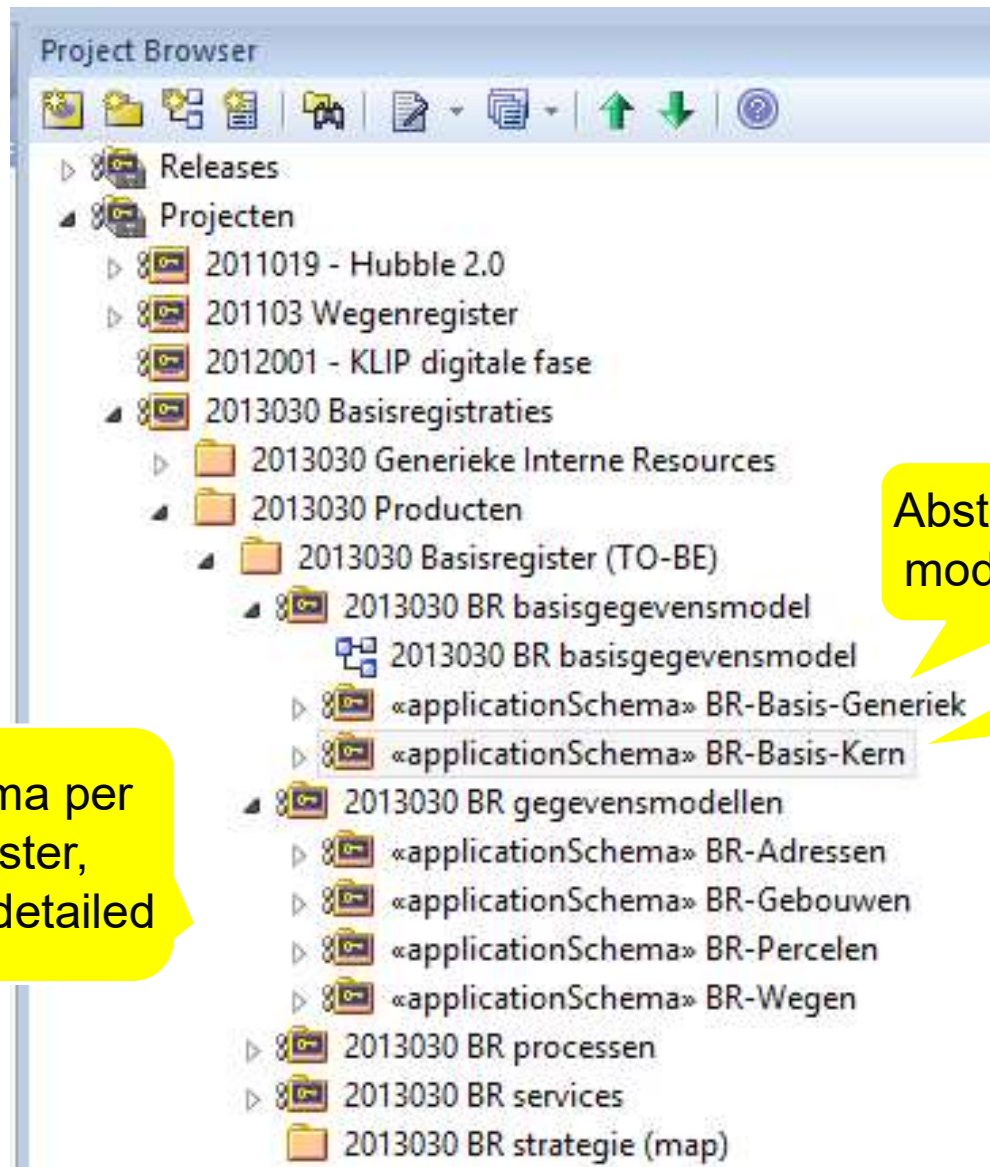 Project Browser
Releases
Projecten
2011019 - Hubble 2.0
201103 Wegenregister
2012001 - KLIP digitale fase
2013030 Basisregistraties
2013030 Generieke Interne Resources
2013030 Producten
2013030 Basisregister (TO-BE)
2013030 BR basisgegevensmodel
2013030 BR basisgegevensmodel
«applicationSchema» BR-Basis-Generiek
«applicationSchema» BR-Basis-Kern
2013030 BR gegevensmodellen
«applicationSchema» BR-Adressen
«applicationSchema» BR-Gebouwen
«applicationSchema» BR-Percelen
«applicationSchema» BR-Wegen
2013030 BR processen
2013030 BR services
2013030 BR strategie (map)
Abst
mod
ma per
ster,
detailed